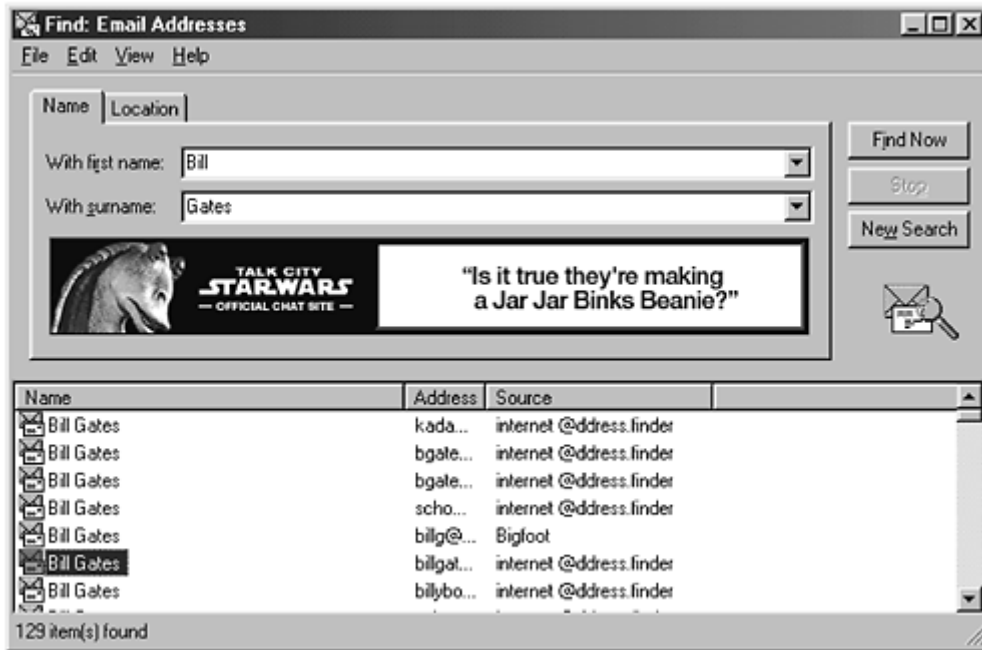 Find: Email Addresses
File Edit View Help
Name Location
With first name: Bill
With surname: Gates
Find Now
Stop
New Search
TALK CITY
STARWARS
— OFFICIAL CHAT SITE —
“Is it true they're making
a Jar Jar Binks Beanie?”
Name Address Source
Bill Gates kada... internet @ddress.finder
Bill Gates bgate... internet @ddress.finder
Bill Gates bgate... internet @ddress.finder
Bill Gates scho... internet @ddress.finder
Bill Gates billg@... Bigfoot
Bill Gates billgat... internet @ddress.finder
Bill Gates billybo... internet @ddress.finder
129 item(s) found